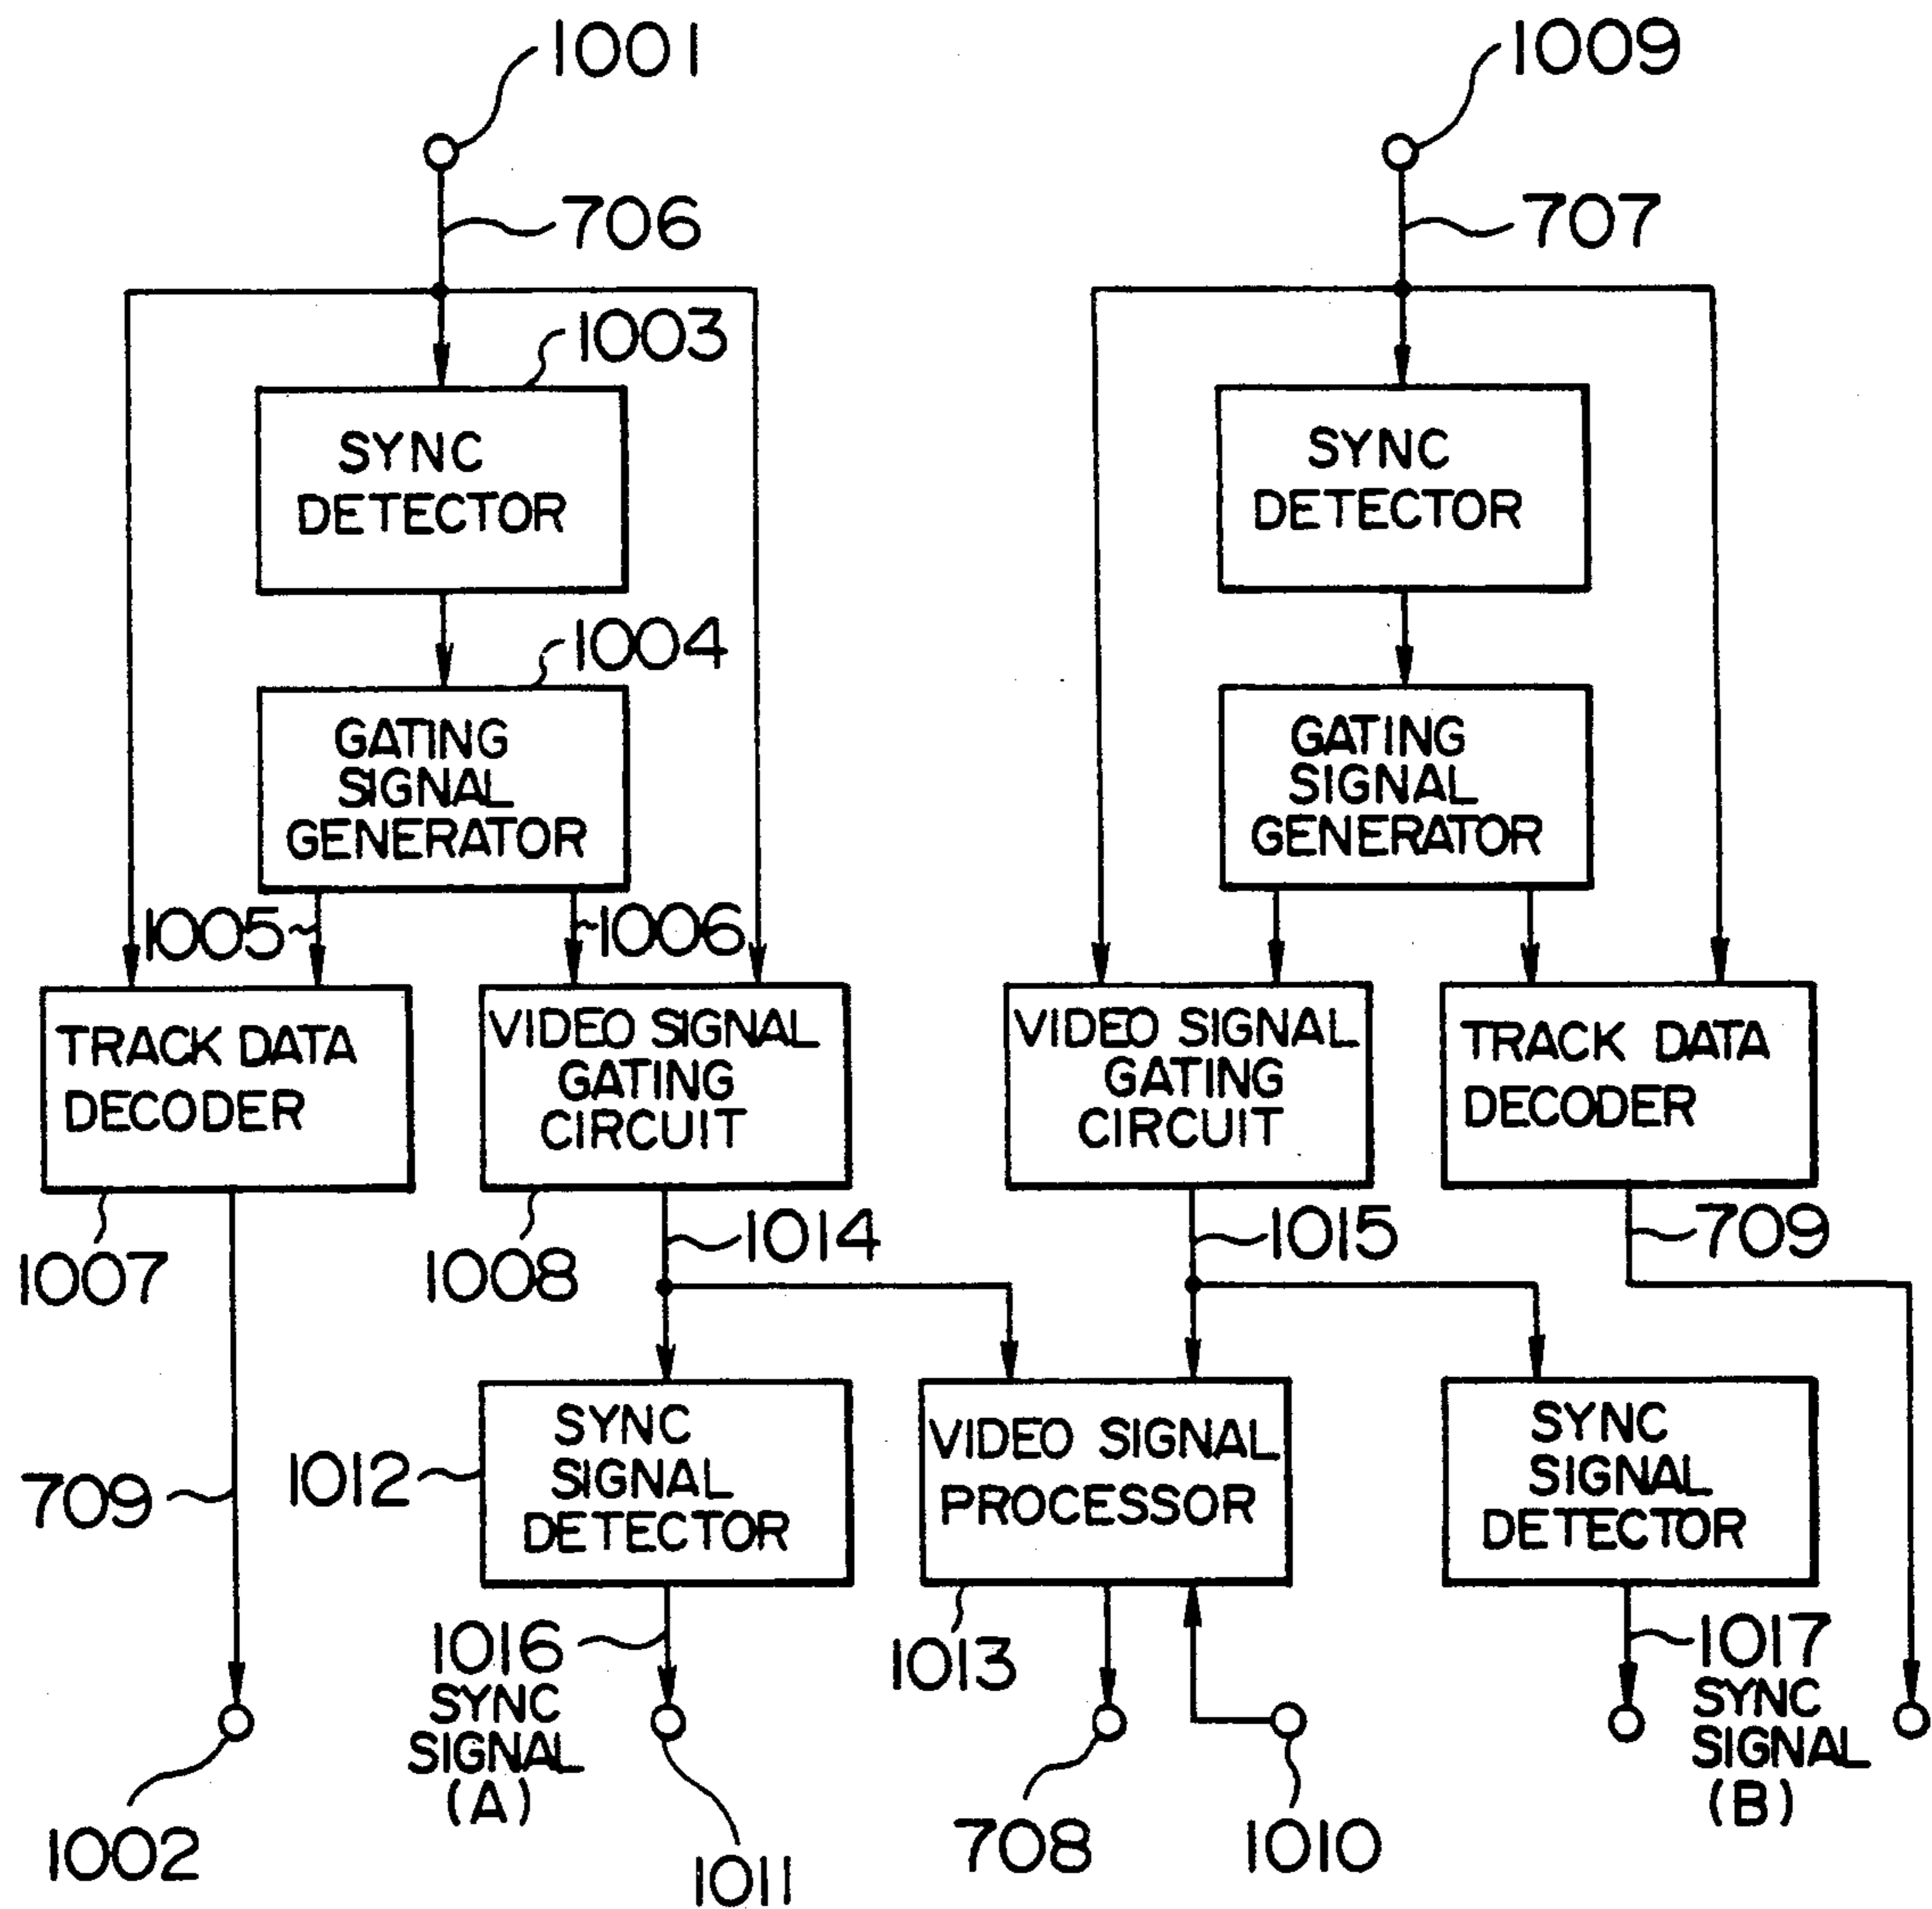 1001
1009
706
707
1003
SYNC
DETECTOR
SYNC
DETECTOR
1004
GATING
SIGNAL
GENERATOR
GATING
SIGNAL
GENERATOR
1005
1006
TRACK DATA
DECODER
VIDEO SIGNAL
GATING
CIRCUIT
VIDEO SIGNAL
GATING
CIRCUIT
TRACK DATA
DECODER
1007
1008
1014
1015
709
709
1012
SYNC
SIGNAL
DETECTOR
VIDEO SIGNAL
PROCESSOR
SYNC
SIGNAL
DETECTOR
1016
SYNC
SIGNAL
(A)
1013
1017
SYNC
SIGNAL
(B)
1002
1011
708
1010